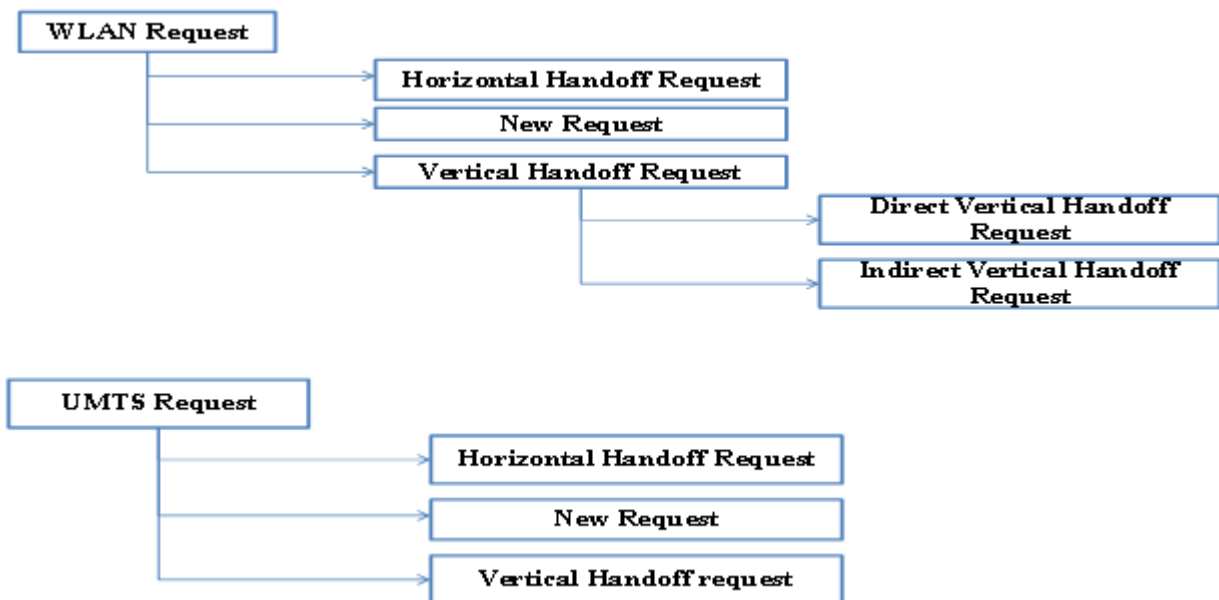 WLAN Request
Horizontal Handoff Request
New Request
Vertical Handoff Request
Direct Vertical Handoff
Request
Indirect Vertical Handoff
Request
UMTS Request
Horizontal Handoff Request
New Request
Vertical Handoff request